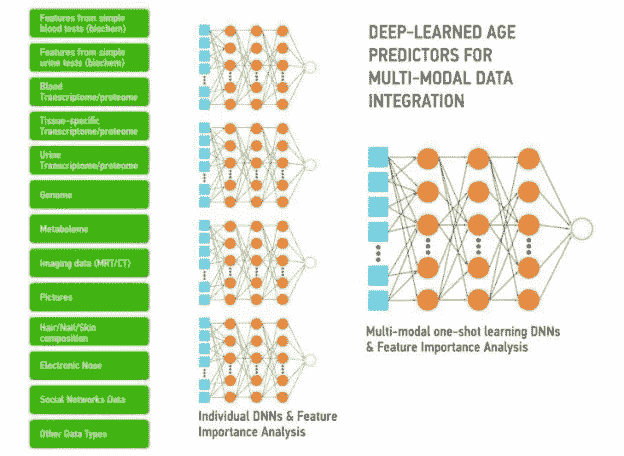 Features from simple
blood tests (biochem)
Features from simple
urine tests (biochem)
Blood
Transcriptome/proteome
Tissue-specific
Transcriptome/proteome
Urine
Transcriptome/proteome
Genome
Metabolome
Imaging data (MRT/CT)
Pictures
Hair/Nail/Skin
composition
Electronic Nose
Social Networks Data
Other Data Types
Individual DNNs & Feature
Importance Analysis
DEEP-LEARNED AGE
PREDICTORS FOR
MULTI-MODAL DATA
INTEGRATION
Multi-modal one-shot learning DNNs
& Feature Importance Analysis